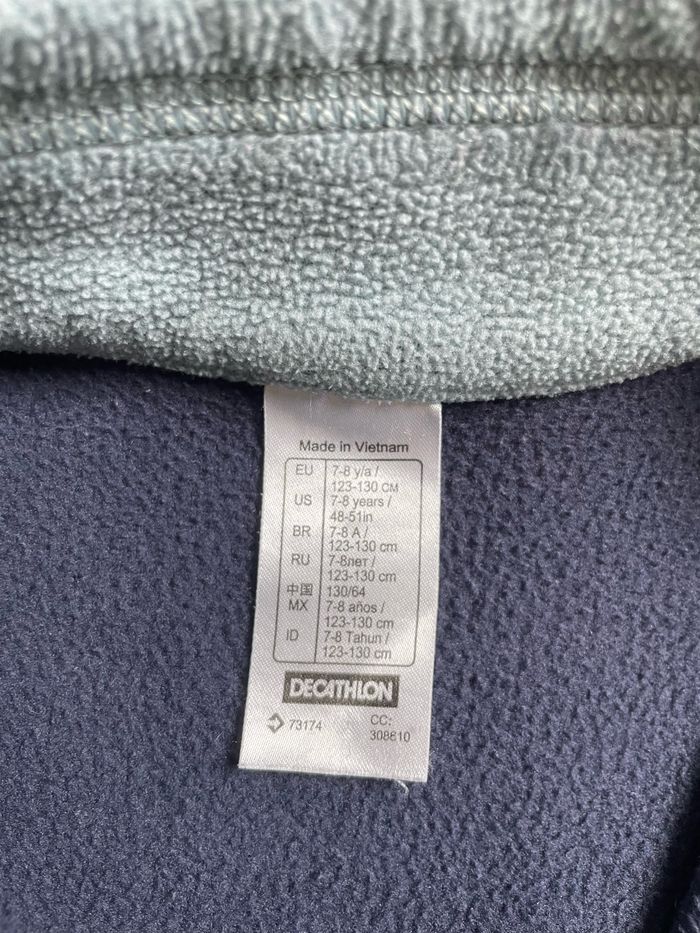 Made in Vietnam
EU 7-8 y/a /
123-130 CM
US 7-8 years /
48-51in
BR 7-8 A /
123-130 cm
RU 7-8лет /
123-130 cm
中国 130/64
MX 7-8 años /
123-130 cm
ID 7-8 Tahun /
123-130 cm
DECATHLON
73174 CC:
308610